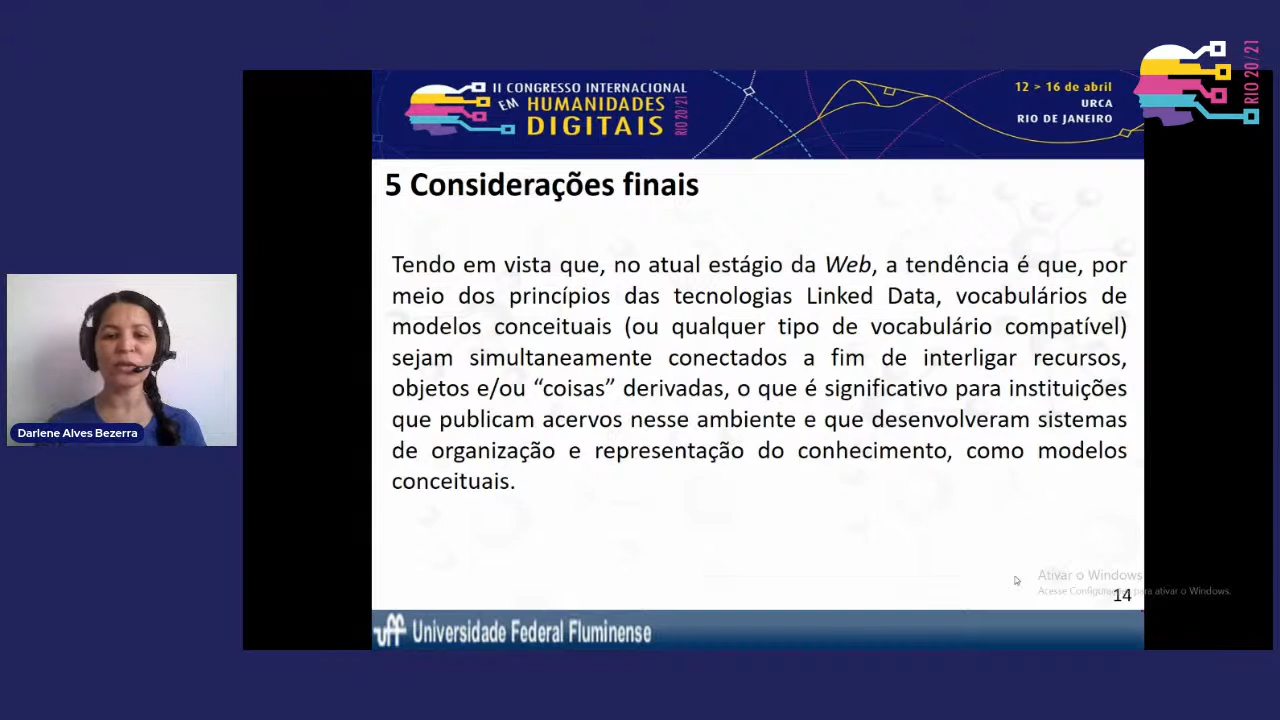 II CONGRESSO INTERNACIONAL
EM HUMANIDADES
DIGITAIS
RIO 20/21
12 > 16 de abril
URCA
RIO DE JANEIRO
RIO 20/21
5 Considerações finais
Tendo em vista que, no atual estágio da Web, a tendência é que, por
meio dos princípios das tecnologias Linked Data, vocabulários de
modelos conceituais (ou qualquer tipo de vocabulário compatível)
sejam simultaneamente conectados a fim de interligar recursos,
objetos e/ou “coisas” derivadas, o que é significativo para instituições
que publicam acervos nesse ambiente e que desenvolveram sistemas
de organização e representação do conhecimento, como modelos
conceituais.
Darlene Alves Bezerra
Ativar o Windows
Acesse para ativar o Windows.
14
uff Universidade Federal Fluminense